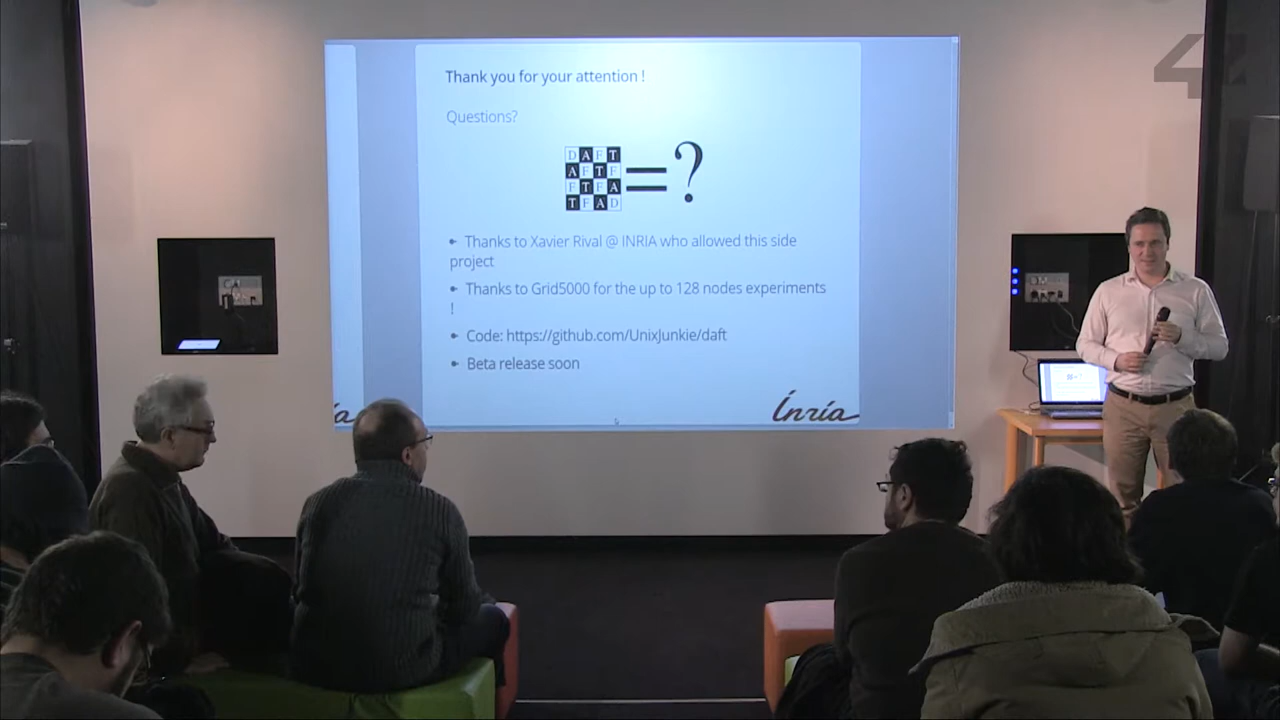 42
Thank you for your attention !
Questions?
DAFT
AFTF
FTFA
TFAD
= ?
Thanks to Xavier Rival @ INRIA who allowed this side
project
Thanks to Grid5000 for the up to 128 nodes experiments
!
Code: https://github.com/UnixJunkie/daft
Beta release soon
ia
Inria